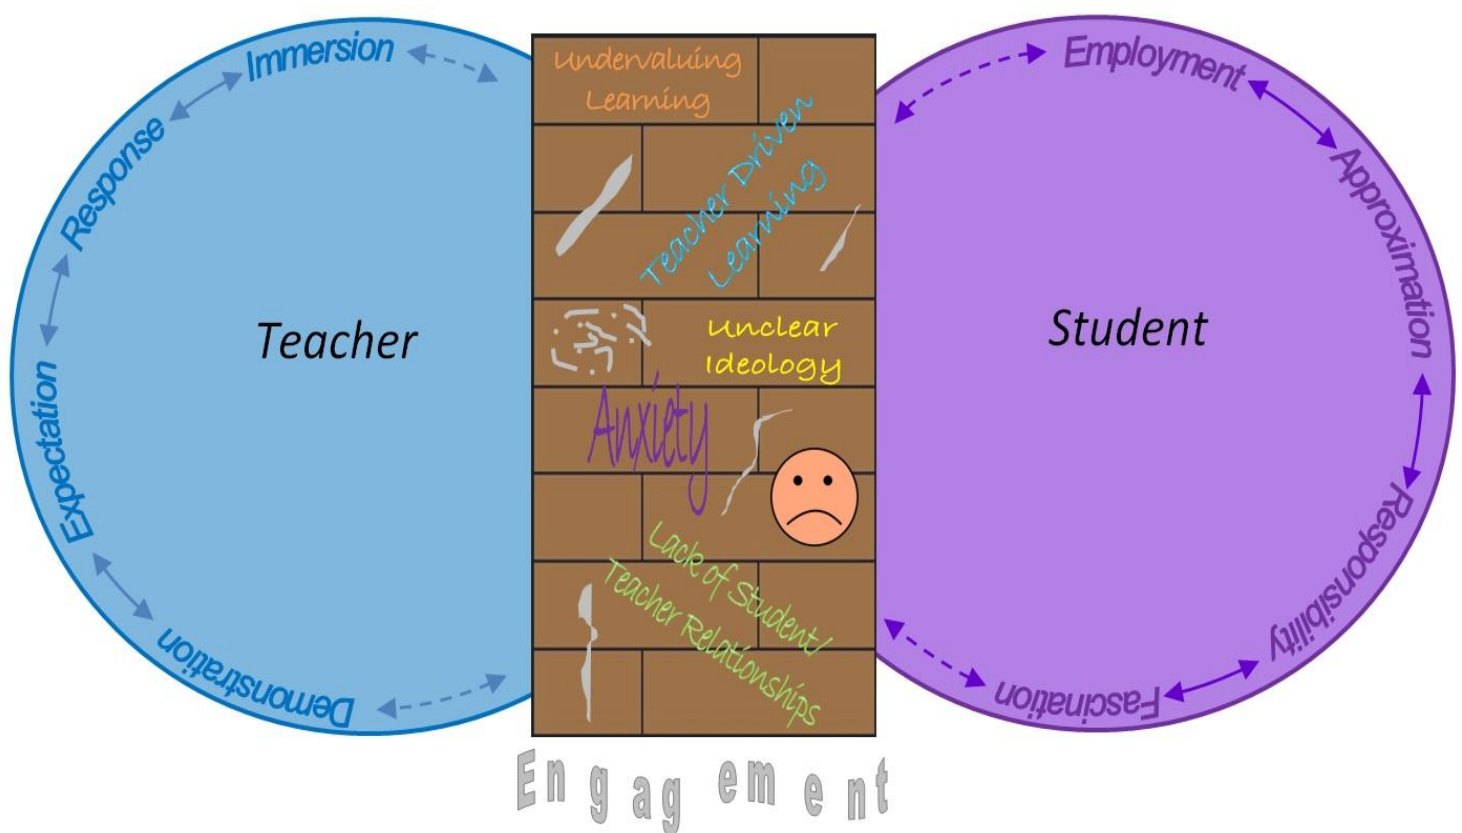 Immersion
Response
Expectation
Demonstration
Teacher
Undervaluing
Learning
Teacher Driven
Learning
Unclear
Ideology
Anxiety
Lack of Student/
Teacher Relationships
Engagement
Student
Employment
Approximation
Responsibility
Fascination